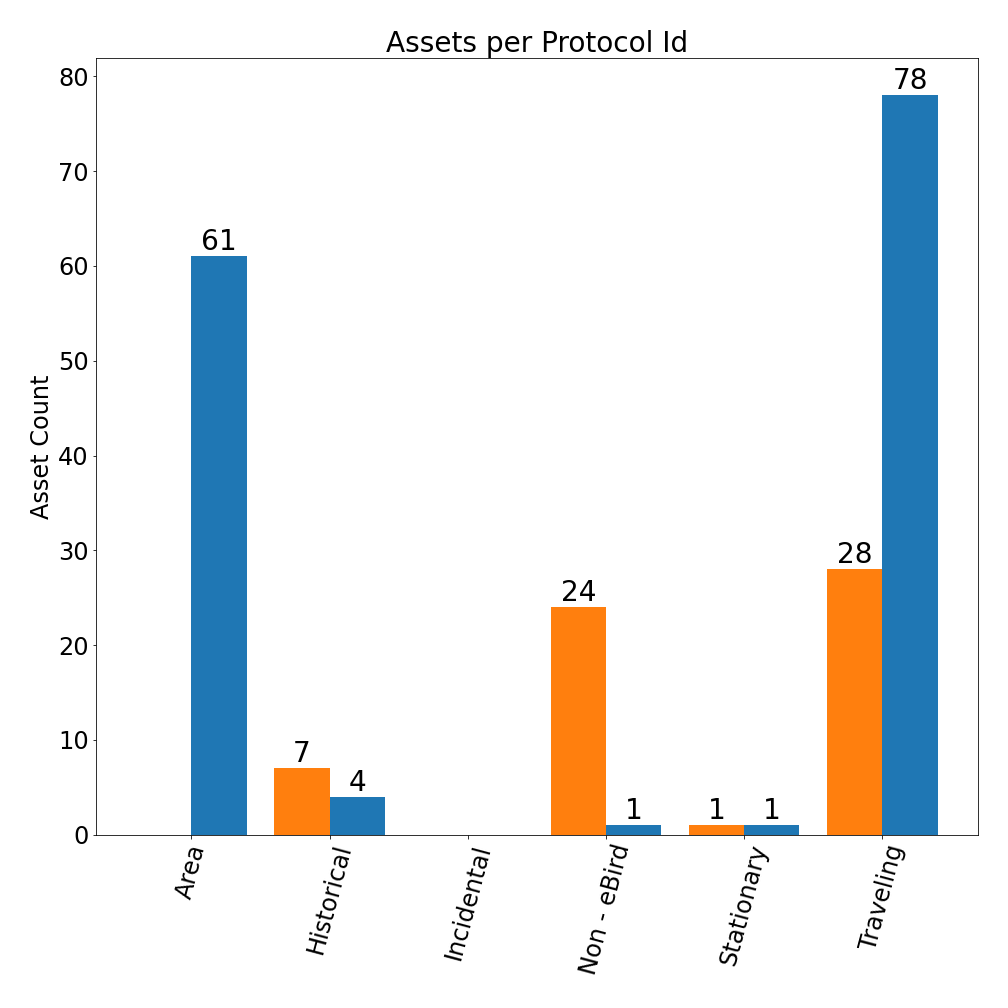 Assets per Protocol Id
Asset Count
80
70
60
50
40
30
20
10
0
61
7
4
24
1
1
1
28
78
Area
Historical
Incidental
Non - eBird
Stationary
Traveling